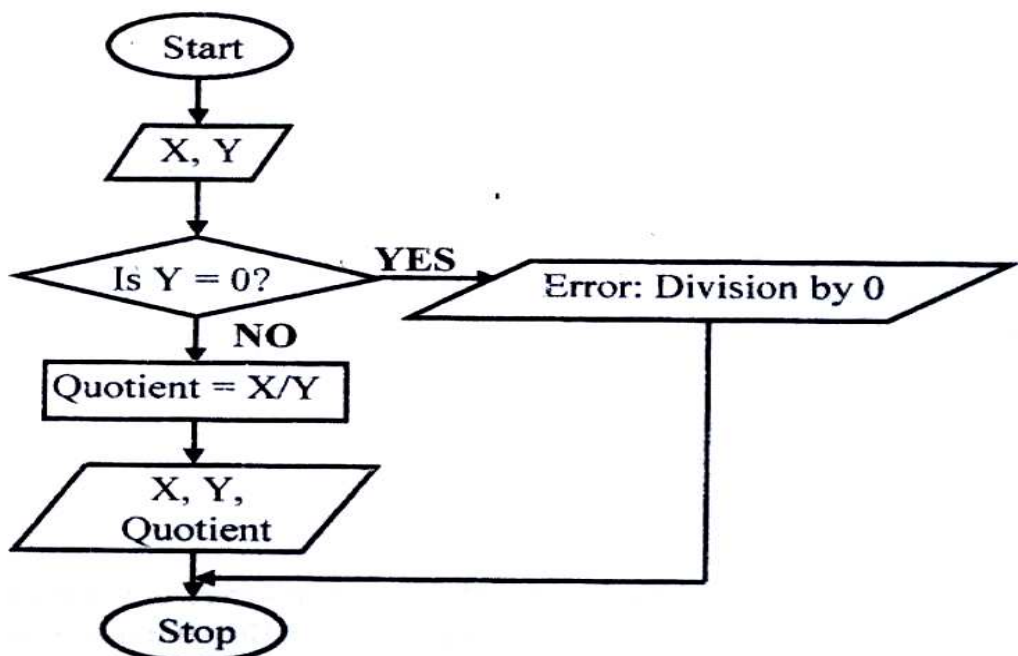 Start
X, Y
Is Y = 0?
YES
Error: Division by 0
NO
Quotient = X/Y
X, Y,
Quotient
Stop